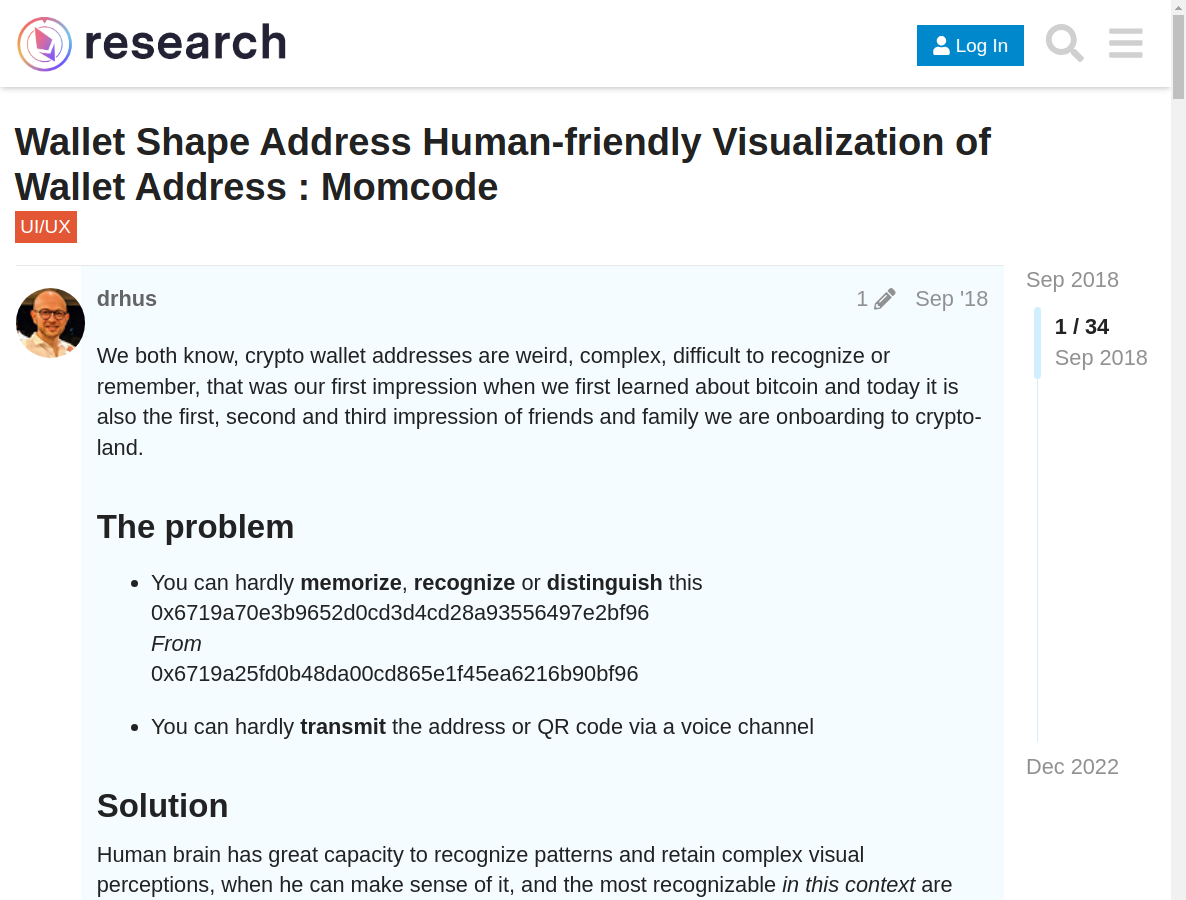 research
Log In
Wallet Shape Address Human-friendly Visualization of
Wallet Address : Momcode
UI/UX
drhus
1
Sep '18
We both know, crypto wallet addresses are weird, complex, difficult to recognize or
remember, that was our first impression when we first learned about bitcoin and today it is
also the first, second and third impression of friends and family we are onboarding to crypto-
land.
The problem
You can hardly memorize, recognize or distinguish this
0x6719a70e3b9652d0cd3d4cd28a93556497e2bf96
From
0x6719a25fd0b48da00cd865e1f45ea6216b90bf96
You can hardly transmit the address or QR code via a voice channel
Solution
Human brain has great capacity to recognize patterns and retain complex visual
perceptions, when he can make sense of it, and the most recognizable in this context are
Sep 2018
1 / 34
Sep 2018
Dec 2022